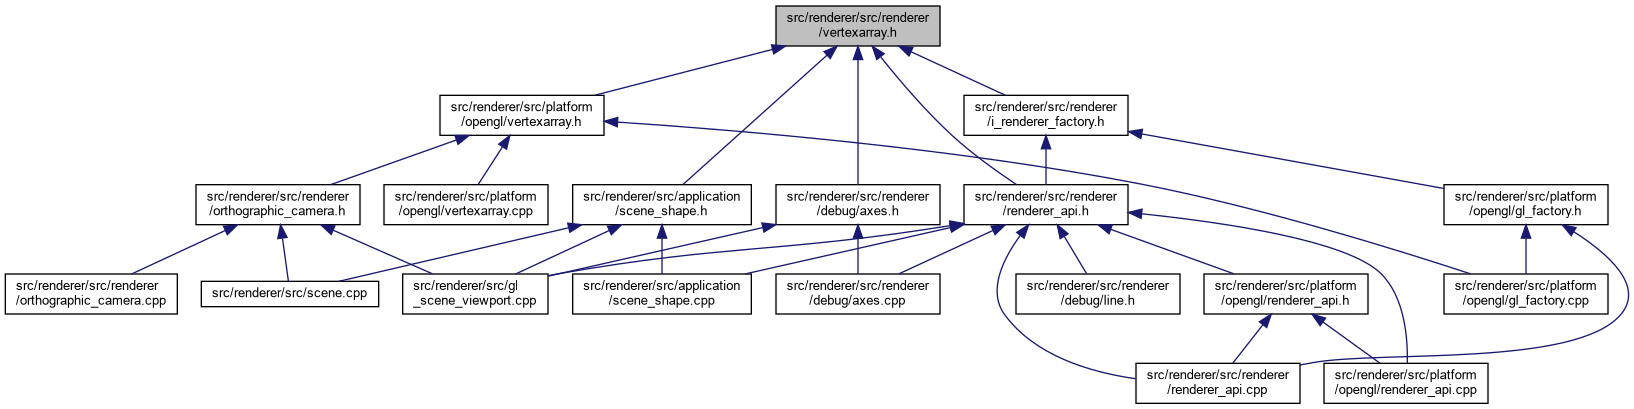 src/renderer/src/renderer
/vertexarray.h
src/renderer/src/platform
/opengl/vertexarray.h
src/renderer/src/renderer
/i_renderer_factory.h
src/renderer/src/renderer
/orthographic_camera.h
src/renderer/src/platform
/opengl/vertexarray.cpp
src/renderer/src/application
/scene_shape.h
src/renderer/src/renderer
/debug/axes.h
src/renderer/src/renderer
/renderer_api.h
src/renderer/src/platform
/opengl/gl_factory.h
src/renderer/src/renderer
/orthographic_camera.cpp
src/renderer/src/scene.cpp
src/renderer/src/gl
_scene_viewport.cpp
src/renderer/src/application
/scene_shape.cpp
src/renderer/src/renderer
/debug/axes.cpp
src/renderer/src/renderer
/debug/line.h
src/renderer/src/platform
/opengl/renderer_api.h
src/renderer/src/platform
/opengl/gl_factory.cpp
src/renderer/src/renderer
/renderer_api.cpp
src/renderer/src/platform
/opengl/renderer_api.cpp